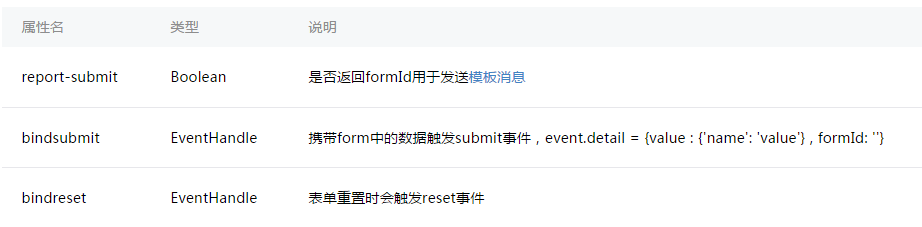 属性名 类型 说明
report-submit Boolean 是否返回formId用于发送模板消息
bindsubmit EventHandle 携带form中的数据触发submit事件，event.detail = {value : {'name': 'value'} , formId: ''}
bindreset EventHandle 表单重置时会触发reset事件